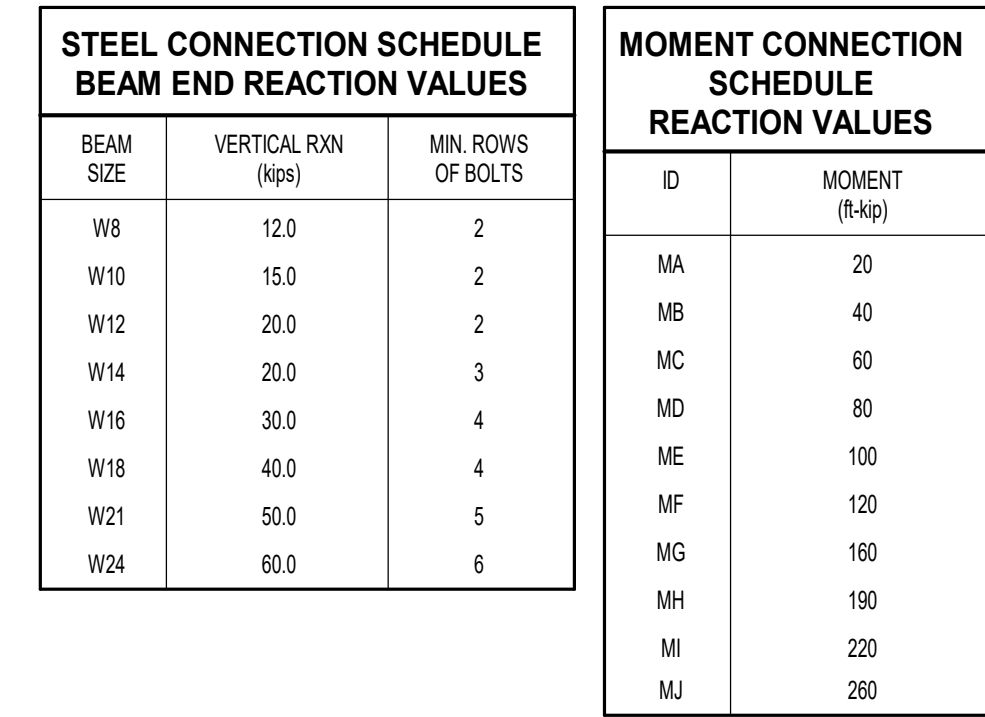 STEEL CONNECTION SCHEDULE
BEAM END REACTION VALUES
BEAM SIZE VERTICAL RXN (kips) MIN. ROWS OF BOLTS
W8 12.0 2
W10 15.0 2
W12 20.0 2
W14 20.0 3
W16 30.0 4
W18 40.0 4
W21 50.0 5
W24 60.0 6
MOMENT CONNECTION
SCHEDULE
REACTION VALUES
ID MOMENT
(ft-kip)
MA 20
MB 40
MC 60
MD 80
ME 100
MF 120
MG 160
MH 190
MI 220
MJ 260